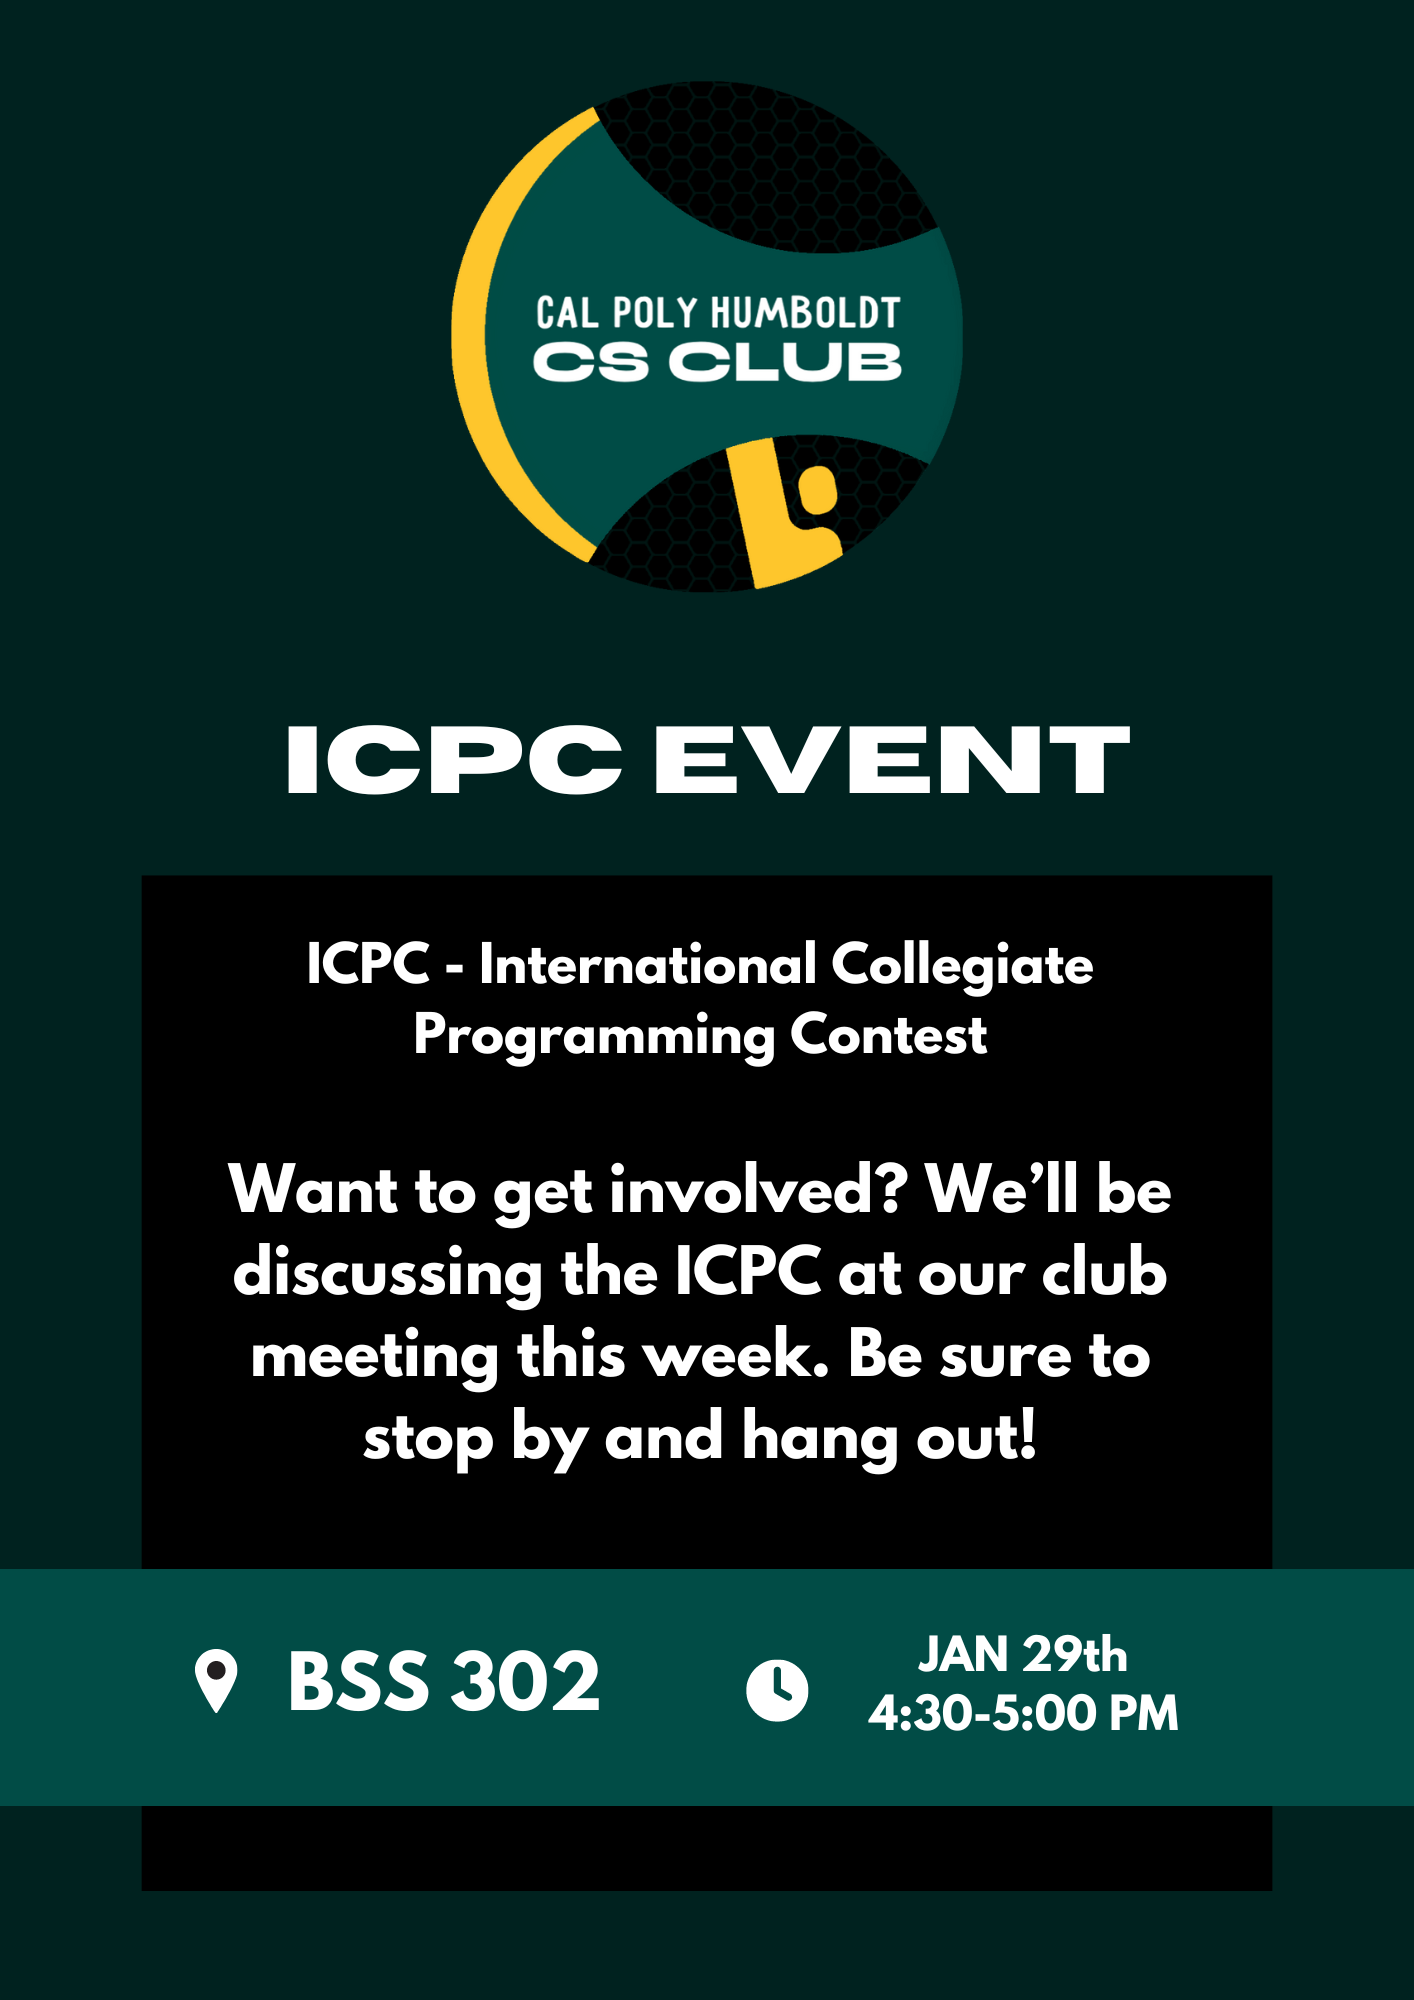 CAL POLY HUMBOLDT
CS CLUB
ICPC EVENT
ICPC - International Collegiate
Programming Contest
Want to get involved? We’ll be
discussing the ICPC at our club
meeting this week. Be sure to
stop by and hang out!
BSS 302
JAN 29th
4:30-5:00 PM